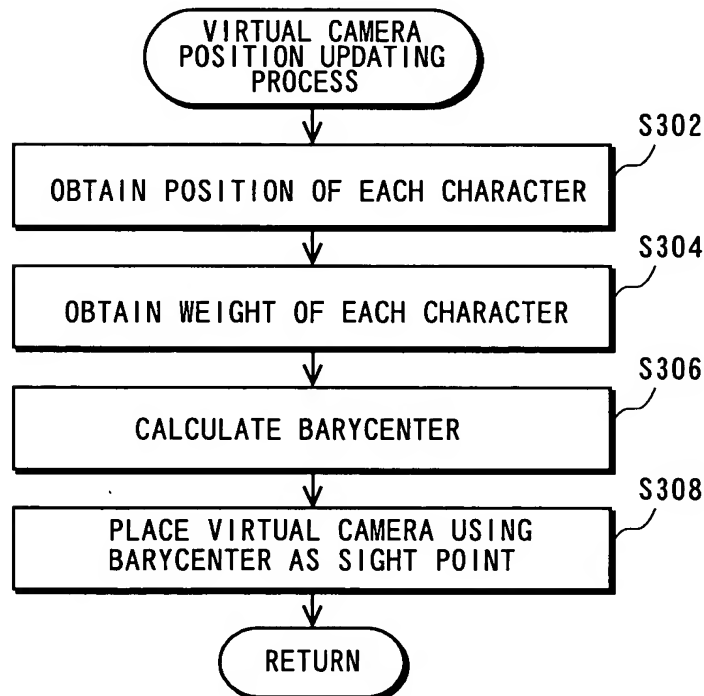 VIRTUAL CAMERA
POSITION UPDATING
PROCESS
S302
OBTAIN POSITION OF EACH CHARACTER
S304
OBTAIN WEIGHT OF EACH CHARACTER
S306
CALCULATE BARYCENTER
S308
PLACE VIRTUAL CAMERA USING
BARYCENTER AS SIGHT POINT
RETURN